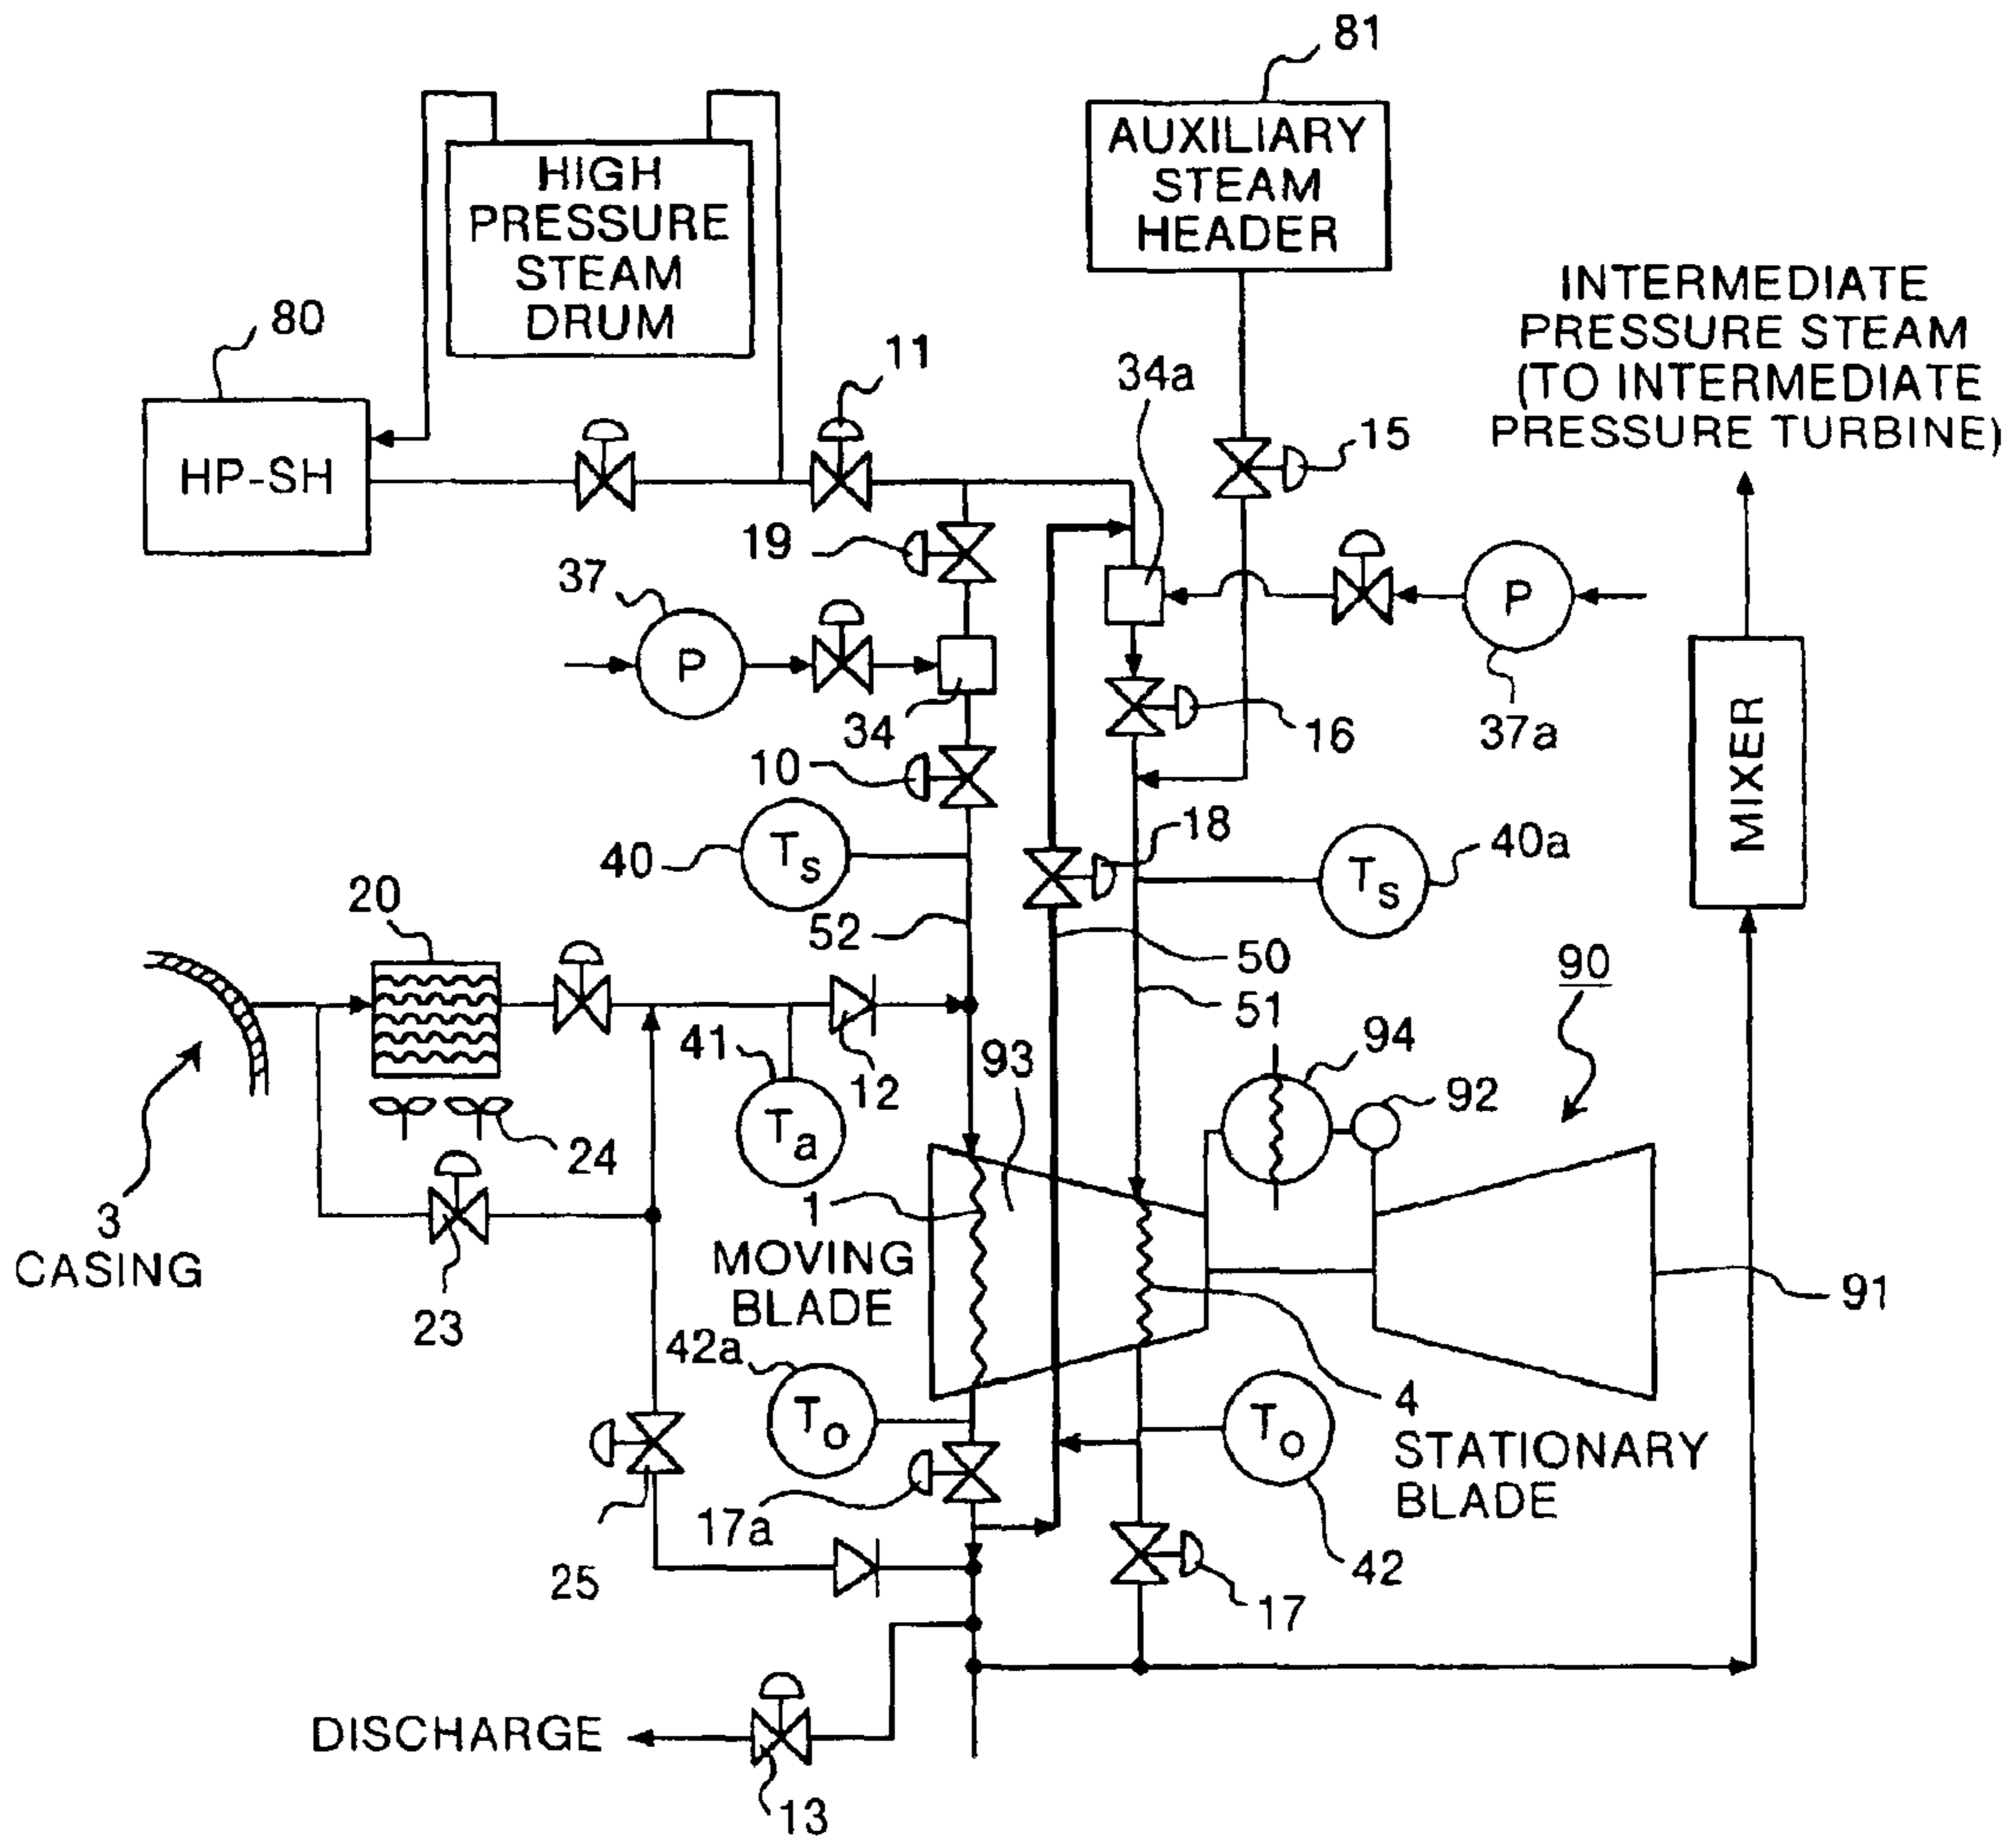 81
AUXILIARY
STEAM
HEADER
HIGH
PRESSURE
STEAM
DRUM
INTERMEDIATE
PRESSURE STEAM
(TO INTERMEDIATE
PRESSURE TURBINE)
80
11
34a
15
HP-SH
19
37
P
P
34
16
37a
MIXER
10
18
Ts
40
Ts
40a
20
52
50
90
51
41
93
94
12
92
Ta
24
1
3
CASING
MOVING
BLADE
23
91
42a
To
4
To
STATIONARY
BLADE
17a
25
42
17
DISCHARGE
13